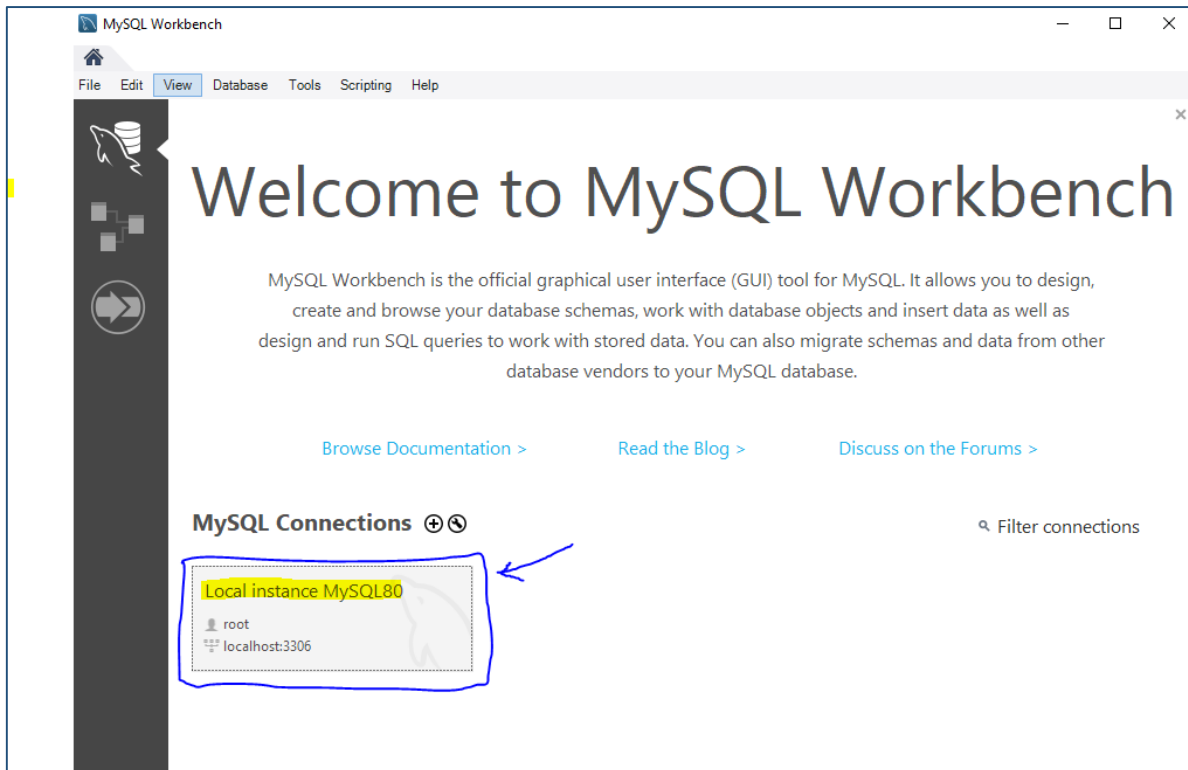 MySQL Workbench
File Edit View Database Tools Scripting Help
Welcome to MySQL Workbench
MySQL Workbench is the official graphical user interface (GUI) tool for MySQL. It allows you to design,
create and browse your database schemas, work with database objects and insert data as well as
design and run SQL queries to work with stored data. You can also migrate schemas and data from other
database vendors to your MySQL database.
Browse Documentation > Read the Blog > Discuss on the Forums >
MySQL Connections Filter connections
Local instance MySQL80
root
localhost:3306